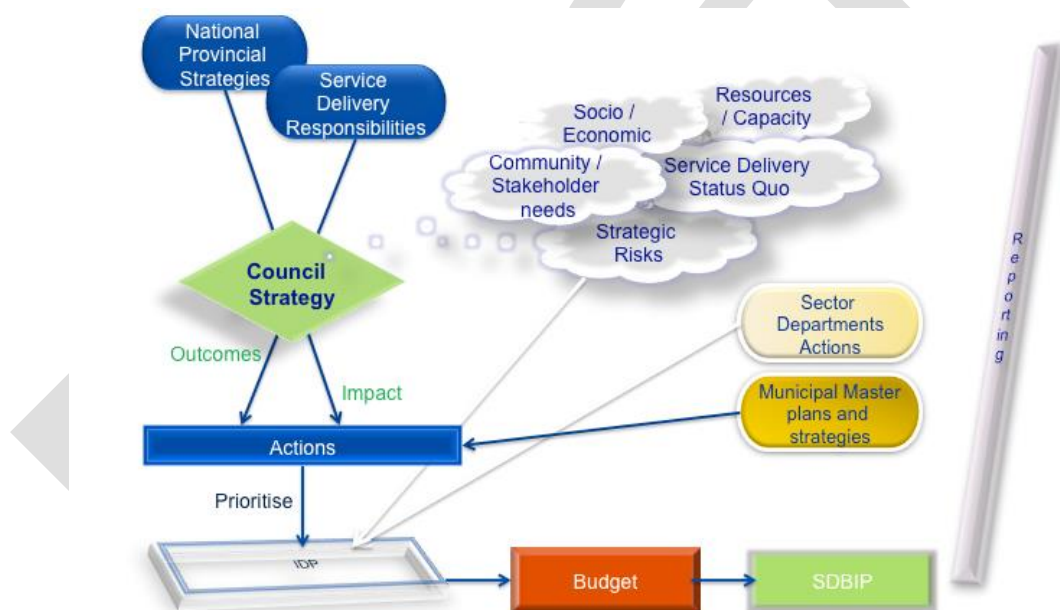 National
Provincial
Strategies
Service
Delivery
Responsibilities
Socio /
Economic
Resources
/ Capacity
Community /
Stakeholder
needs
Service Delivery
Status Quo
Strategic
Risks
Council
Strategy
Outcomes
Impact
Sector
Departments
Actions
Municipal Master
plans and
strategies
Actions
Prioritise
IDP
Budget
SDBIP
R
e
p
o
rt
in
g